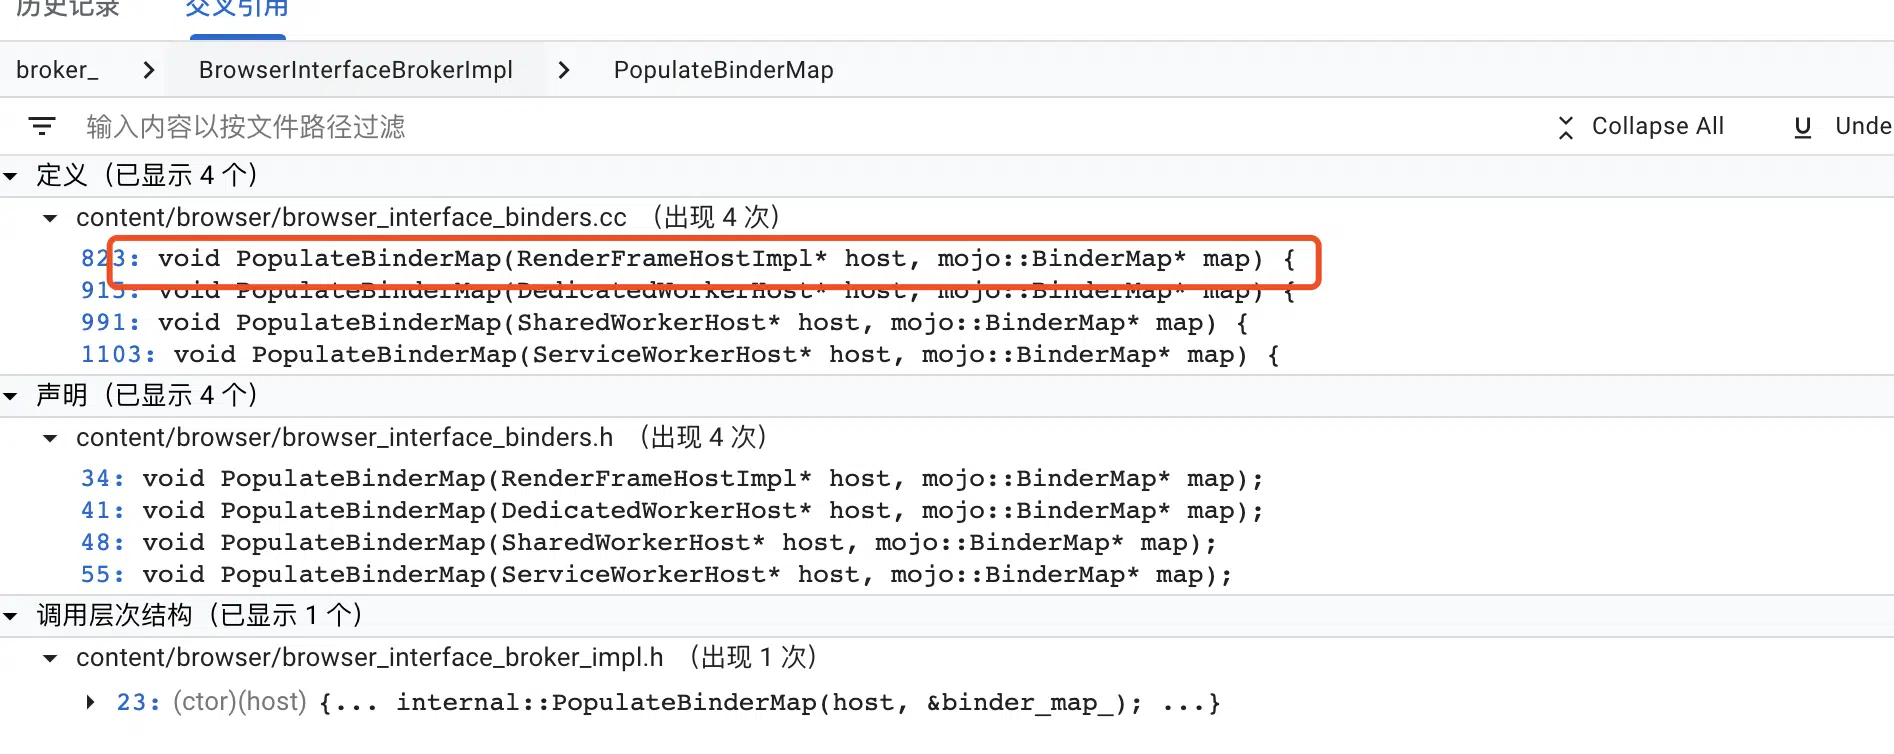 历史记录 交叉引用
broker_ > BrowserInterfaceBrokerImpl > PopulateBinderMap
输入内容以按文件路径过滤 Collapse All U Unde
定义（已显示 4 个）
content/browser/browser_interface_binders.cc （出现 4 次）
823: void PopulateBinderMap(RenderFrameHostImpl* host, mojo::BinderMap* map) {
915: void PopulateBinderMap(DedicatedWorkerHost* host, mojo::BinderMap* map) {
991: void PopulateBinderMap(SharedWorkerHost* host, mojo::BinderMap* map) {
1103: void PopulateBinderMap(ServiceWorkerHost* host, mojo::BinderMap* map) {
声明（已显示 4 个）
content/browser/browser_interface_binders.h （出现 4 次）
34: void PopulateBinderMap(RenderFrameHostImpl* host, mojo::BinderMap* map);
41: void PopulateBinderMap(DedicatedWorkerHost* host, mojo::BinderMap* map);
48: void PopulateBinderMap(SharedWorkerHost* host, mojo::BinderMap* map);
55: void PopulateBinderMap(ServiceWorkerHost* host, mojo::BinderMap* map);
调用层次结构（已显示 1 个）
content/browser/browser_interface_broker_impl.h （出现 1 次）
23: (ctor)(host) {... internal::PopulateBinderMap(host, &binder_map_); ...}